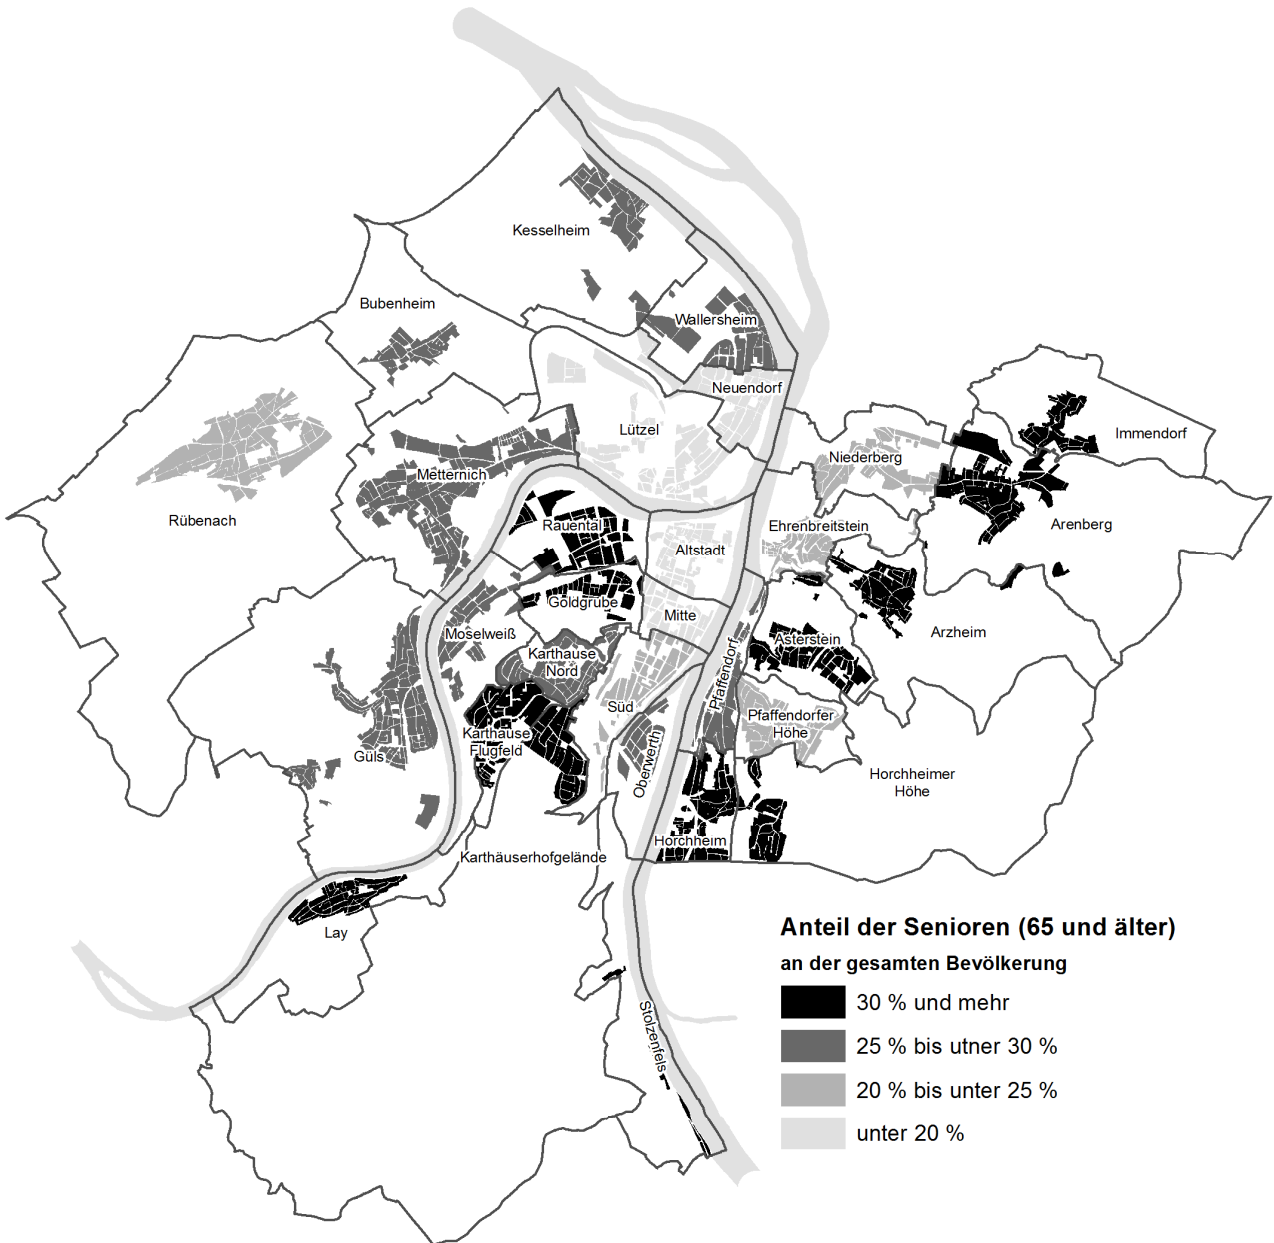 Kesselheim
Bubenheim
Wallersheim
Neuendorf
Lützel
Immendorf
Niederberg
Metternich
Rübenach
Rauental
Ehrenbreitstein
Arenberg
Altstadt
Goldgrube
Mitte
Moselweiß
Asterstein
Arzheim
Karthause
Nord
Pfaffendorf
Süd
Pfaffendorfer
Höhe
Karthause
Flugfeld
Güls
Oberwerth
Horchheimer
Höhe
Horchheim
Karthäuserhofgelände
Lay
Stolzenfels
Anteil der Senioren (65 und älter)
an der gesamten Bevölkerung
30 % und mehr
25 % bis utner 30 %
20 % bis unter 25 %
unter 20 %